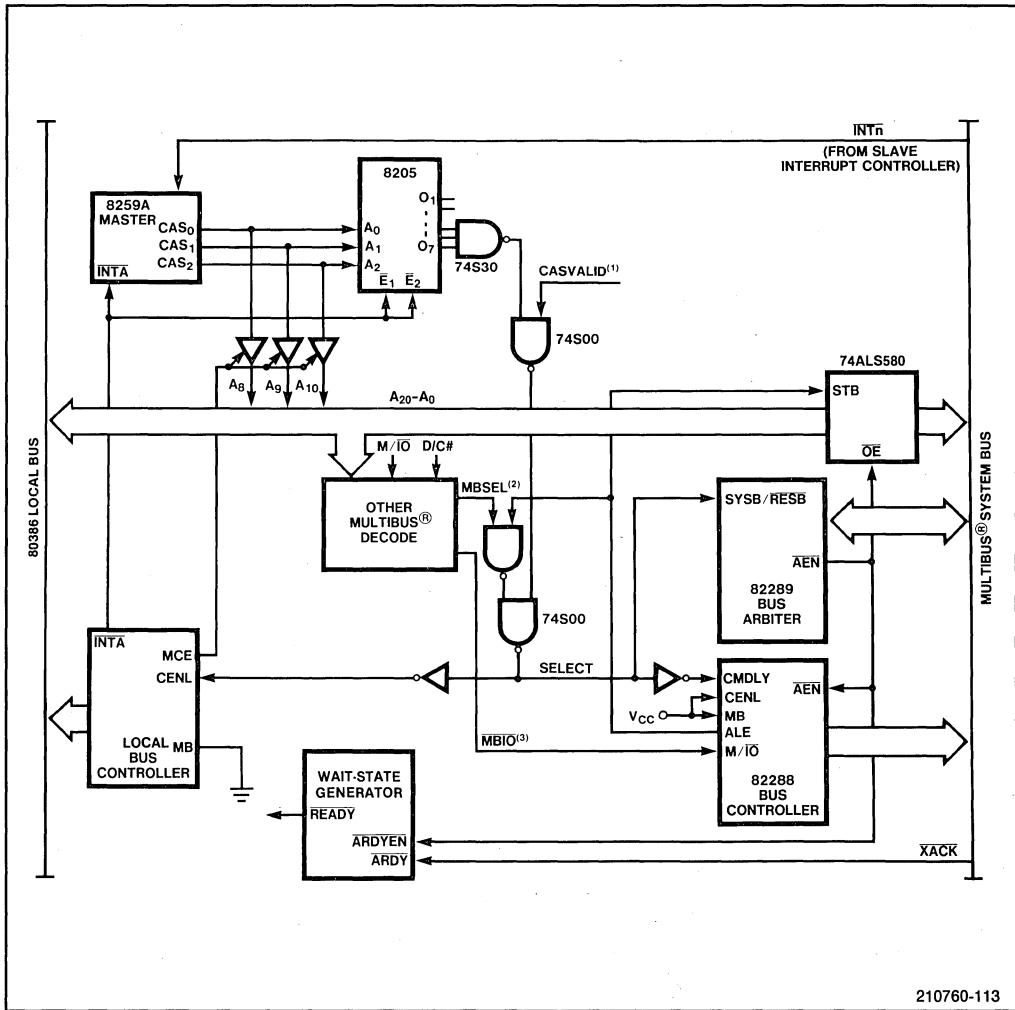 INTn
(FROM SLAVE
INTERRUPT CONTROLLER)
8205
8259A
MASTER
CAS0
CAS1
CAS2
INTA
A0
A1
A2
E1 E2
O1
O7
74S30
CASVALID(1)
74S00
74ALS580
STB
OE
A8
A9
A10
A20-A0
M/IO
D/C#
OTHER
MULTIBUS®
DECODE
MBSEL(2)
SYSB/RESB
AEN
82289
BUS
ARBITER
80386 LOCAL BUS
MULTIBUS® SYSTEM BUS
74S00
INTA
MCE
CENL
MB
LOCAL
BUS
CONTROLLER
SELECT
VCC
MBIO(3)
CMDLY
CENL
MB
ALE
M/IO
AEN
82288
BUS
CONTROLLER
WAIT-STATE
GENERATOR
READY
ARDYEN
ARDY
XACK
210760-113